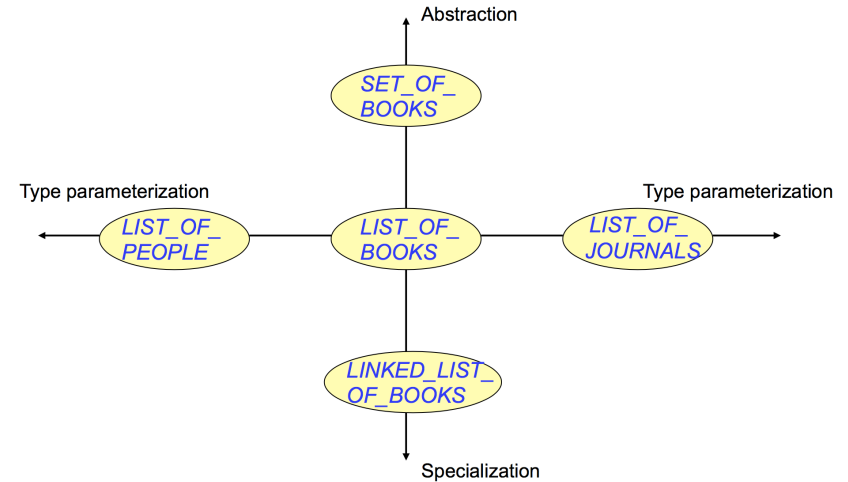 Abstraction
SET_OF_
BOOKS
Type parameterization
Type parameterization
LIST_OF_
PEOPLE
LIST_OF_
BOOKS
LIST_OF_
JOURNALS
LINKED_LIST_
OF_BOOKS
Specialization